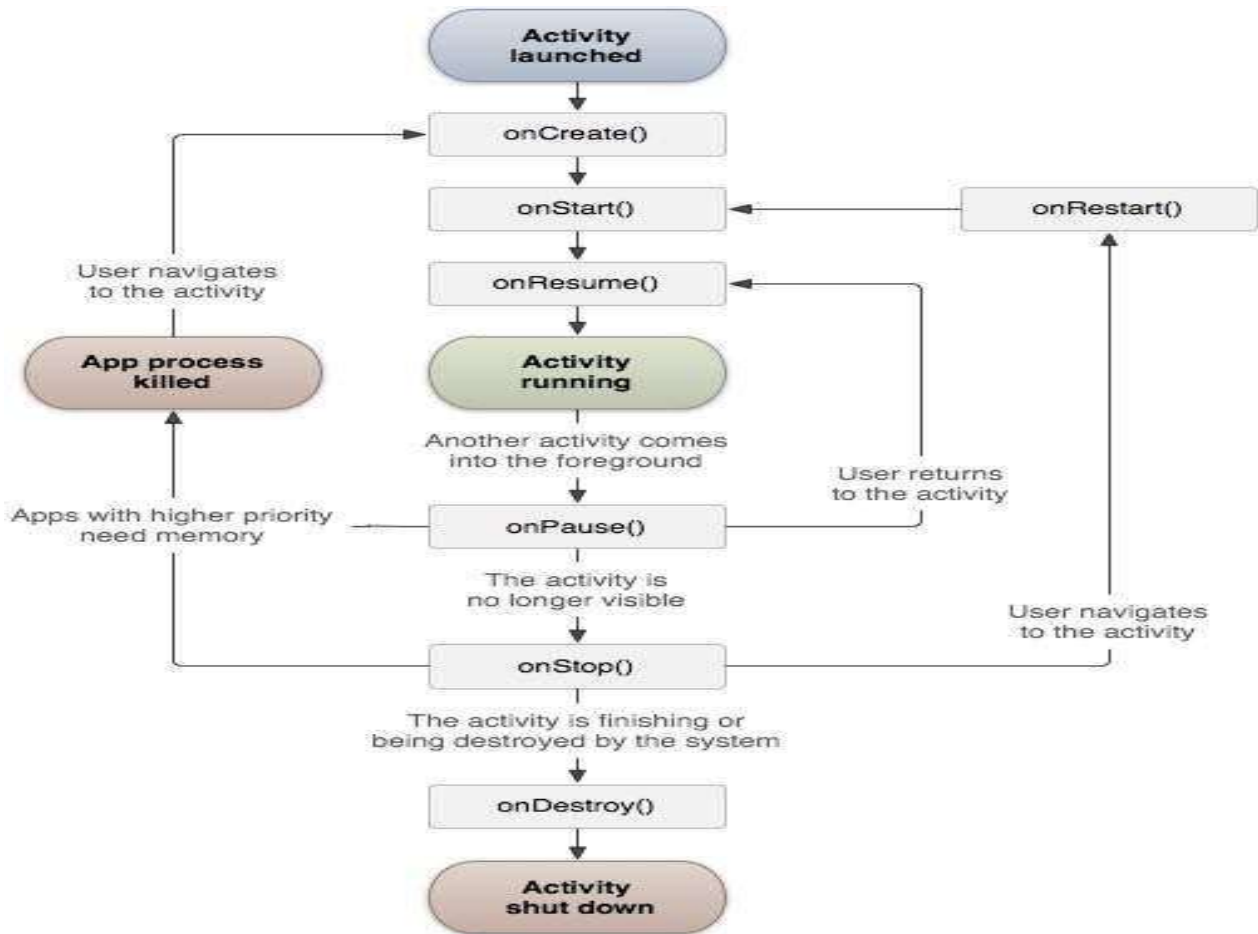 Activity
launched
onCreate()
onStart()
onRestart()
User navigates
to the activity
onResume()
App process
killed
Activity
running
Another activity comes
into the foreground
User returns
to the activity
Apps with higher priority
need memory
onPause()
The activity is
no longer visible
User navigates
to the activity
onStop()
The activity is finishing or
being destroyed by the system
onDestroy()
Activity
shut down